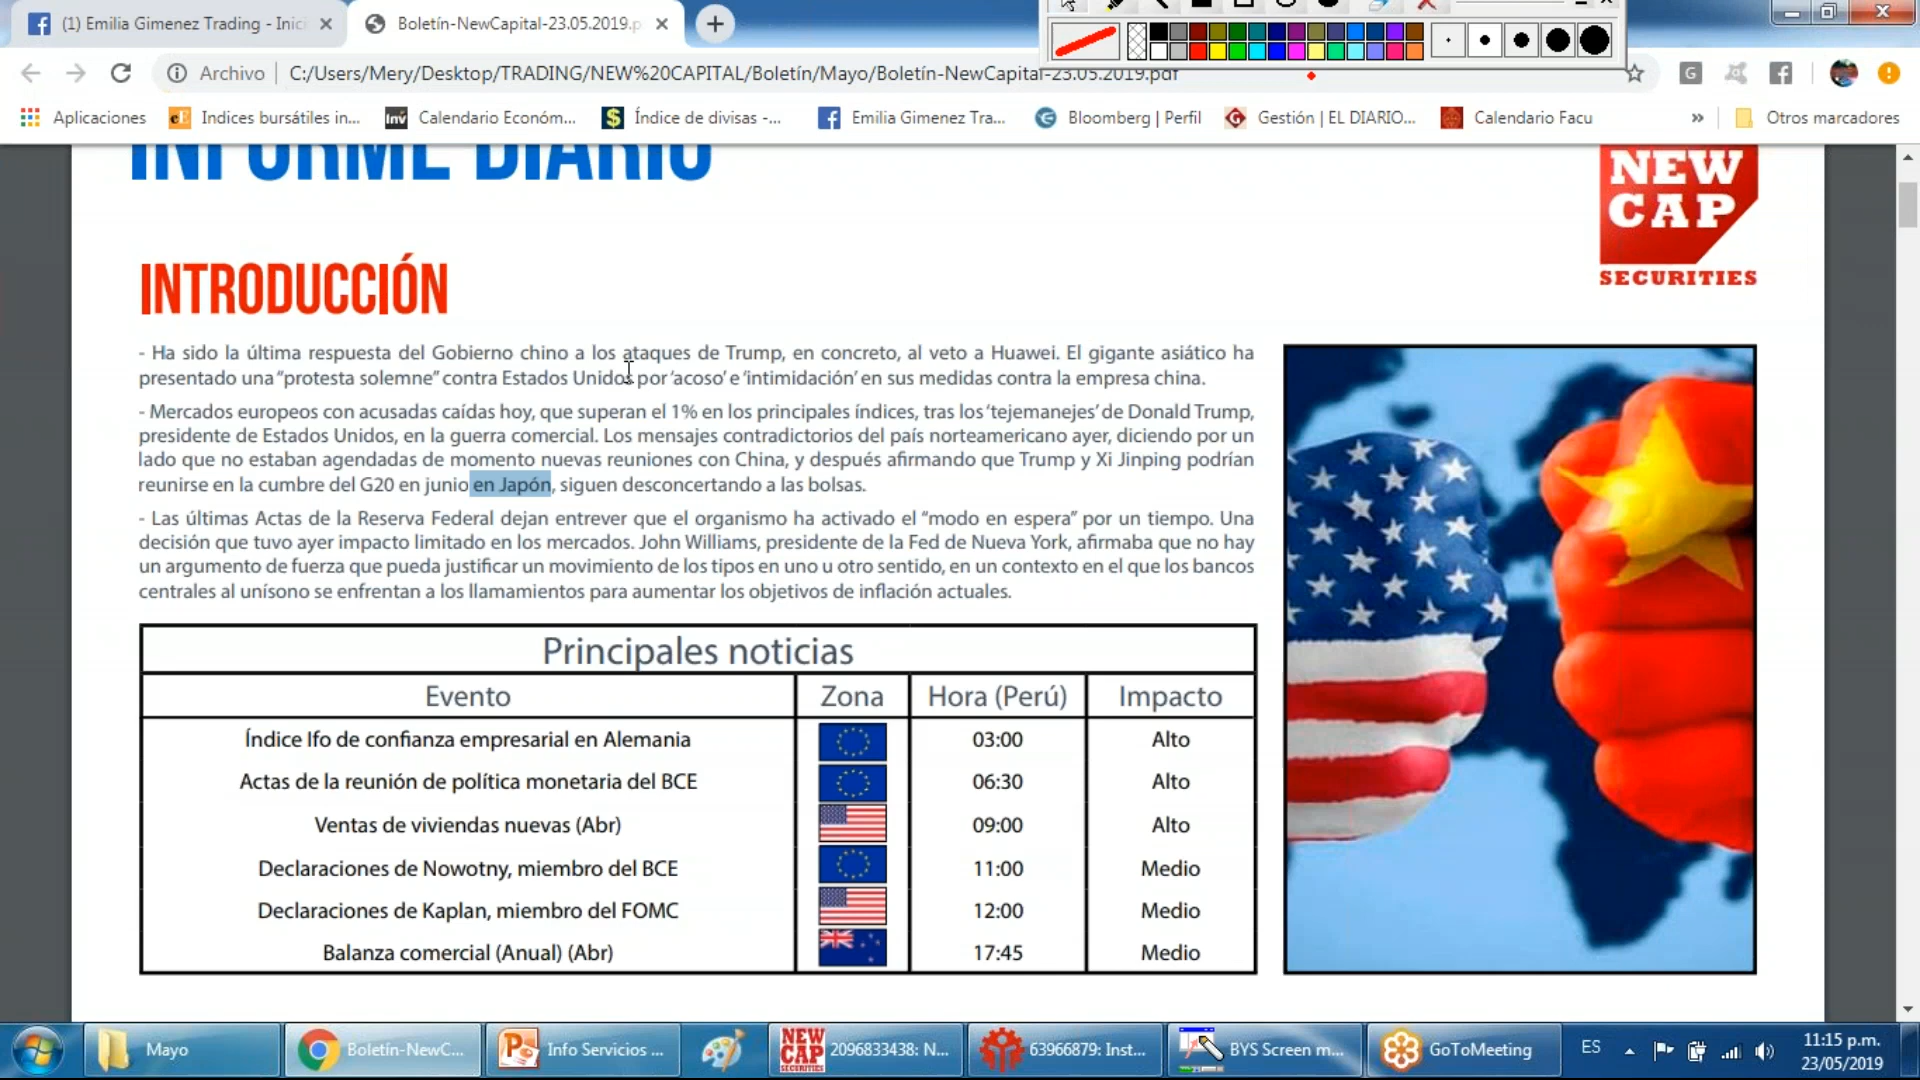 (1) Emilia Gimenez Trading - Inic
Boletín-NewCapital-23.05.2019.p
Archivo
C:/Users/Mery/Desktop/TRADING/NEW%20CAPITAL/Boletín/Mayo/Boletín-NewCapital-23.05.2019.pdf
Aplicaciones
Indices bursátiles in...
Calendario Económ...
Índice de divisas -...
Emilia Gimenez Tra...
Bloomberg | Perfil
Gestión | EL DIARIO...
Calendario Facu
Otros marcadores
INFORME DIARIO
NEW
CAP
SECURITIES
INTRODUCCIÓN
- Ha sido la última respuesta del Gobierno chino a los ataques de Trump, en concreto, al veto a Huawei. El gigante asiático ha
presentado una “protesta solemne” contra Estados Unidos por ‘acoso’ e ‘intimidación’ en sus medidas contra la empresa china.
- Mercados europeos con acusadas caídas hoy, que superan el 1% en los principales índices, tras los ‘tejemanejes’ de Donald Trump,
presidente de Estados Unidos, en la guerra comercial. Los mensajes contradictorios del país norteamericano ayer, diciendo por un
lado que no estaban agendadas de momento nuevas reuniones con China, y después afirmando que Trump y Xi Jinping podrían
reunirse en la cumbre del G20 en junio en Japón, siguen desconcertando a las bolsas.
- Las últimas Actas de la Reserva Federal dejan entrever que el organismo ha activado el “modo en espera” por un tiempo. Una
decisión que tuvo ayer impacto limitado en los mercados. John Williams, presidente de la Fed de Nueva York, afirmaba que no hay
un argumento de fuerza que pueda justificar un movimiento de los tipos en uno u otro sentido, en un contexto en el que los bancos
centrales al unísono se enfrentan a los llamamientos para aumentar los objetivos de inflación actuales.
Principales noticias
Evento Zona Hora (Perú) Impacto
Índice Ifo de confianza empresarial en Alemania 03:00 Alto
Actas de la reunión de política monetaria del BCE 06:30 Alto
Ventas de viviendas nuevas (Abr) 09:00 Alto
Declaraciones de Nowotny, miembro del BCE 11:00 Medio
Declaraciones de Kaplan, miembro del FOMC 12:00 Medio
Balanza comercial (Anual) (Abr) 17:45 Medio
Mayo
Boletín-NewC...
Info Servicios ...
NEW CAP SECURITIES
2096833438: N...
63966879: Inst...
BYS Screen m...
GoToMeeting
ES
11:15 p.m.
23/05/2019